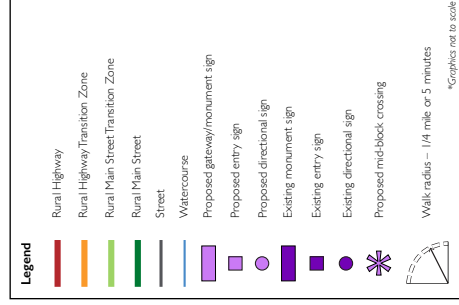 Legend
Rural Highway
Rural Highway Transition Zone
Rural Main Street Transition Zone
Rural Main Street
Street
Watercourse
Proposed gateway/monument sign
Proposed entry sign
Proposed directional sign
Existing monument sign
Existing entry sign
Existing directional sign
Proposed mid-block crossing
Walk radius – 1/4 mile or 5 minutes
*Graphics not to scale